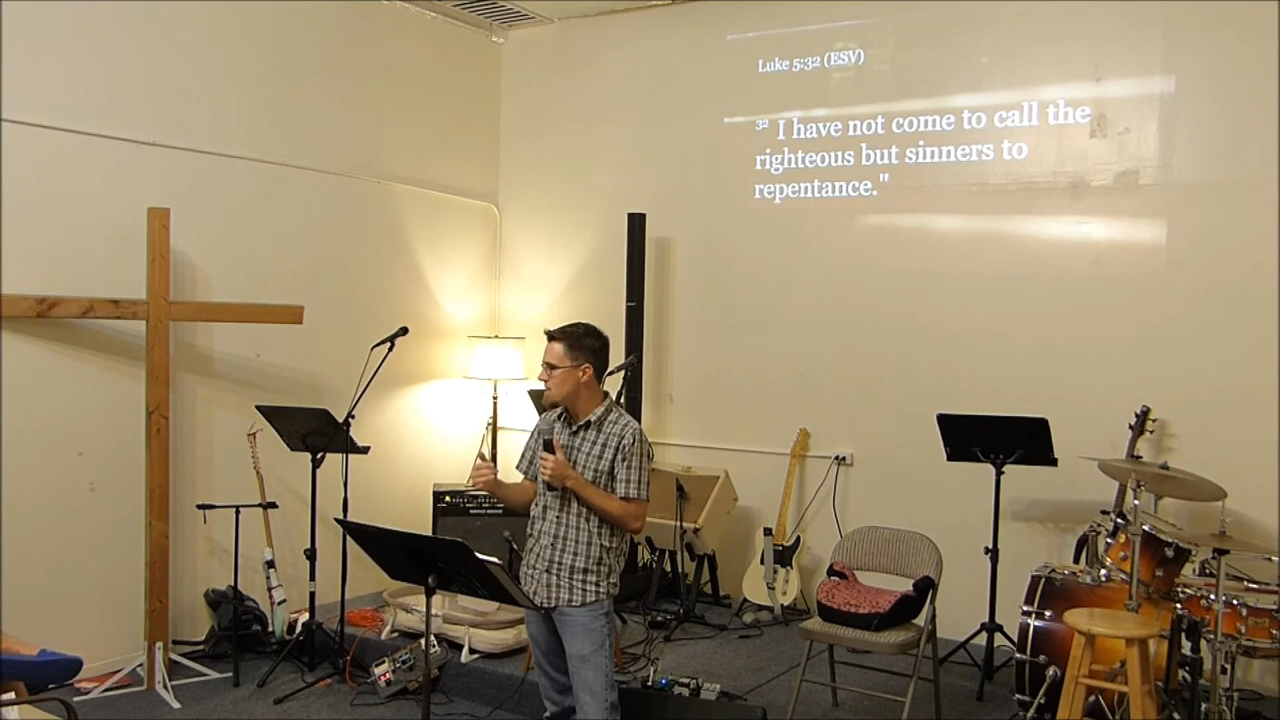 Luke 5:32 (ESV)
32 I have not come to call the
righteous but sinners to
repentance."